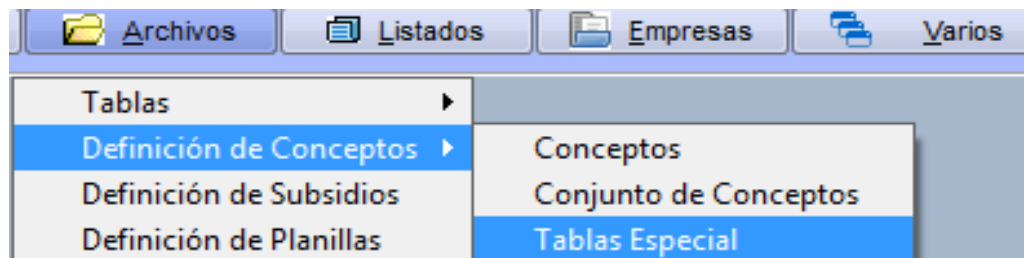 Archivos Listados Empresas Varios
Tablas
Definición de Conceptos Conceptos
Definición de Subsidios Conjunto de Conceptos
Definición de Planillas Tablas Especial